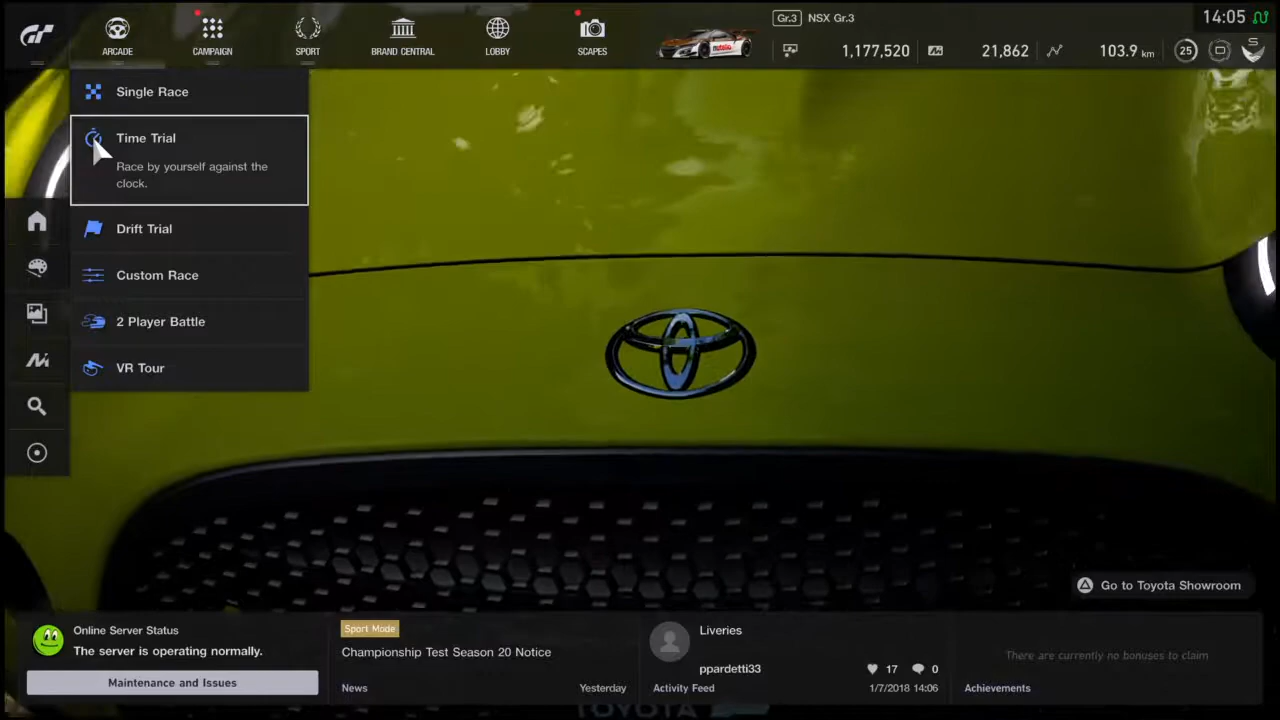 GT
ARCADE
CAMPAIGN
SPORT
BRAND CENTRAL
LOBBY
SCAPES
nutella
Gr.3 NSX Gr.3
14:05
1,177,520
21,862
103.9 km
25
S
Single Race
Time Trial
Race by yourself against the
clock.
Drift Trial
Custom Race
2 Player Battle
VR Tour
Go to Toyota Showroom
Online Server Status
The server is operating normally.
Maintenance and Issues
Sport Mode
Championship Test Season 20 Notice
News
Yesterday
Liveries
ppardetti33
17
0
Activity Feed
1/7/2018 14:06
There are currently no bonuses to claim
Achievements
TOYOTA